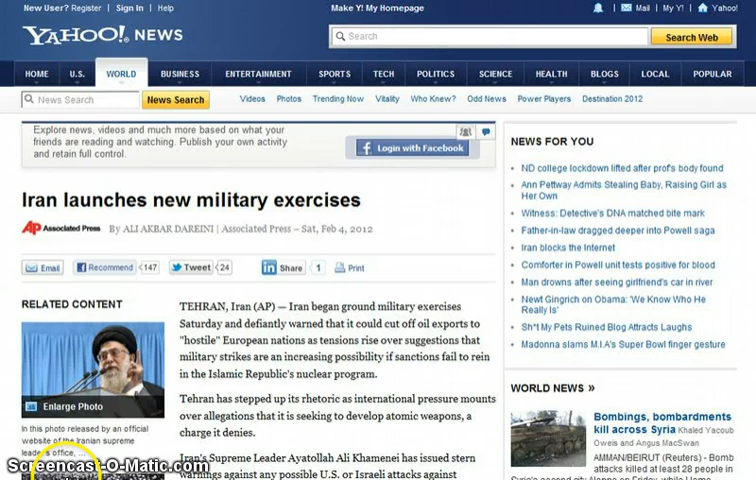 New User? Register Sign In Help Make Y! My Homepage Mail My Y! Yahoo!
YAHOO! NEWS
Search
Search Web
HOME U.S. WORLD BUSINESS ENTERTAINMENT SPORTS TECH POLITICS SCIENCE HEALTH BLOGS LOCAL POPULAR
News Search
News Search
Videos Photos Trending Now Vitality Who Knew? Odd News Power Players Destination 2012
Explore news, videos and much more based on what your
friends are reading and watching. Publish your own activity
and retain full control.
Login with Facebook
Iran launches new military exercises
AP Associated Press By ALI AKBAR DAREINI | Associated Press – Sat, Feb 4, 2012
Email Recommend 147 Tweet 24 in Share 1 Print
RELATED CONTENT
Enlarge Photo
In this photo released by an official
website of the Iranian supreme
leader's office, ...
TEHRAN, Iran (AP) — Iran began ground military exercises
Saturday and defiantly warned that it could cut off oil exports to
"hostile" European nations as tensions rise over suggestions that
military strikes are an increasing possibility if sanctions fail to rein
in the Islamic Republic's nuclear program.
Tehran has stepped up its rhetoric as international pressure mounts
over allegations that it is seeking to develop atomic weapons, a
charge it denies.
Iran's Supreme Leader Ayatollah Ali Khamenei has issued stern
warnings against any possible U.S. or Israeli attacks against
NEWS FOR YOU
ND college lockdown lifted after prof's body found
Ann Pettway Admits Stealing Baby, Raising Girl as
Her Own
Witness: Detective's DNA matched bite mark
Father-in-law dragged deeper into Powell saga
Iran blocks the Internet
Comforter in Powell unit tests positive for blood
Man drowns after seeing girlfriend's car in river
Newt Gingrich on Obama: 'We Know Who He
Really Is'
Sh*t My Pets Ruined Blog Attracts Laughs
Madonna slams M.I.A's Super Bowl finger gesture
WORLD NEWS »
Bombings, bombardments
kill across Syria Khaled Yacoub
Oweis and Angus MacSwan
AMMAN/BEIRUT (Reuters) - Bomb
attacks killed at least 28 people in
Syria's second city Aleppo on Friday, while Homs
Screencast-O-Matic.com